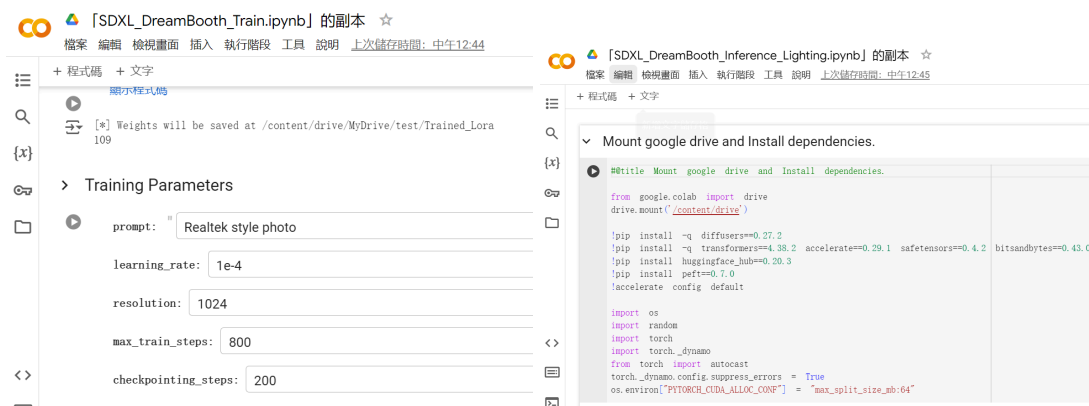 「SDXL_DreamBooth_Train.ipynb」的副本
檔案 編輯 檢視畫面 插入 執行階段 工具 說明 上次儲存時間：中午12:44
+ 程式碼 + 文字
顯示程式碼
[*] Weights will be saved at /content/drive/MyDrive/test/Trained_Lora
109
Training Parameters
prompt: " Realtek style photo
learning_rate: 1e-4
resolution: 1024
max_train_steps: 800
checkpointing_steps: 200
「SDXL_DreamBooth_Inference_Lighting.ipynb」的副本
檔案 編輯 檢視畫面 插入 執行階段 工具 說明 上次儲存時間：中午12:45
+ 程式碼 + 文字
Mount google drive and Install dependencies.
#@title Mount google drive and Install dependencies.
from google.colab import drive
drive.mount('/content/drive')
!pip install -q diffusers==0.27.2
!pip install -q transformers==4.38.2 accelerate==0.29.1 safetensors==0.4.2 bitsandbytes==0.43.0
!pip install huggingface_hub==0.20.3
!pip install peft==0.7.0
!accelerate config default
import os
import random
import torch
import torch._dynamo
from torch import autocast
torch._dynamo.config.suppress_errors = True
os.environ["PYTORCH_CUDA_ALLOC_CONF"] = "max_split_size_mb:64"